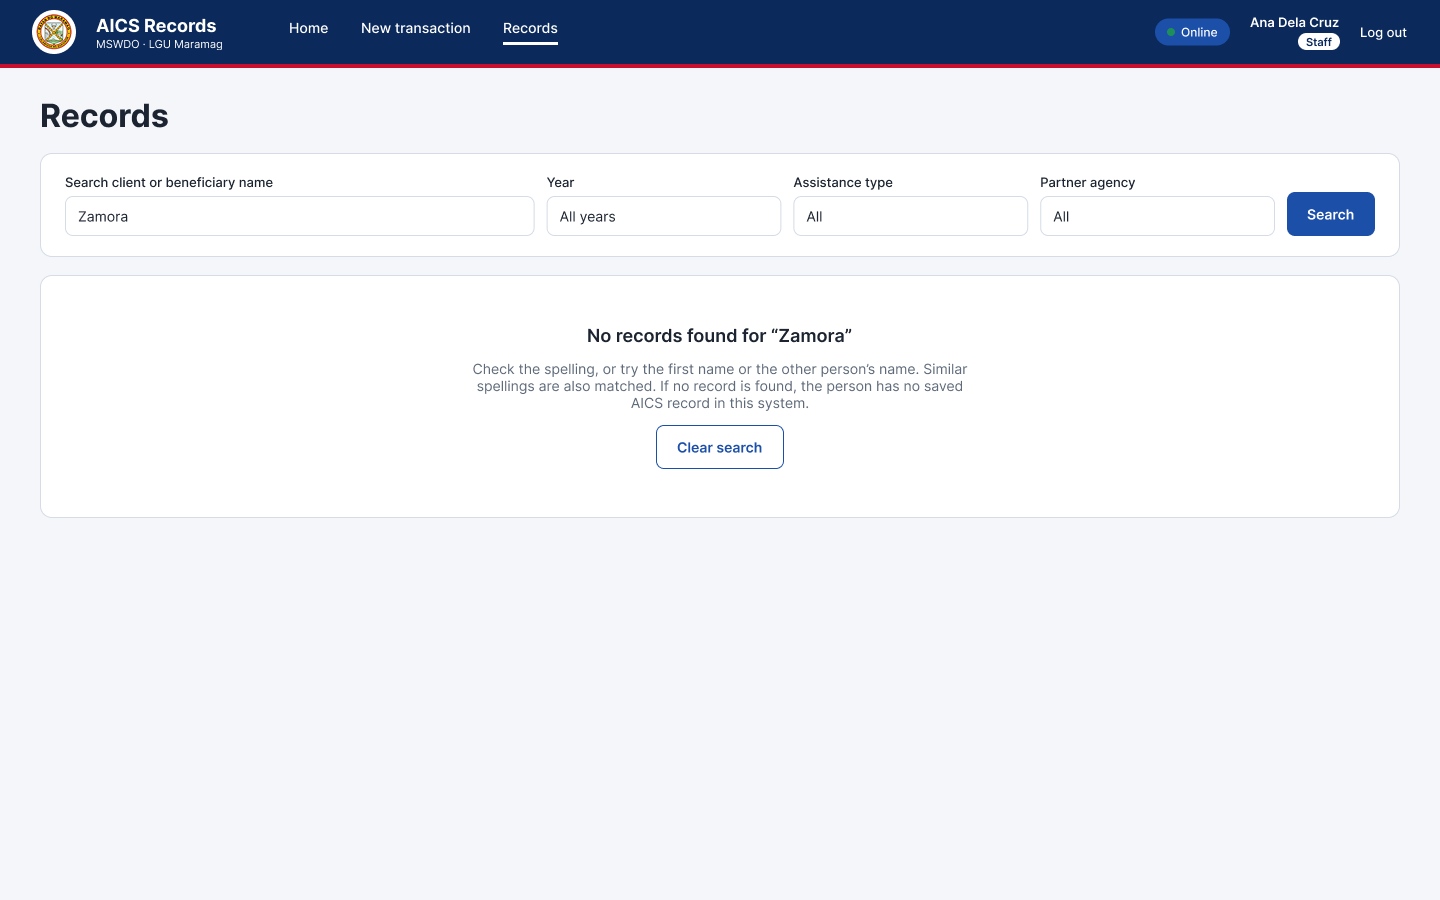 AICS Records
MSWDO · LGU Maramag
Home
New transaction
Records
Online
Ana Dela Cruz
Staff
Log out
Records
Search client or beneficiary name
Year
Assistance type
Partner agency
Zamora
All years
All
All
Search
No records found for “Zamora”
Check the spelling, or try the first name or the other person’s name. Similar
spellings are also matched. If no record is found, the person has no saved
AICS record in this system.
Clear search